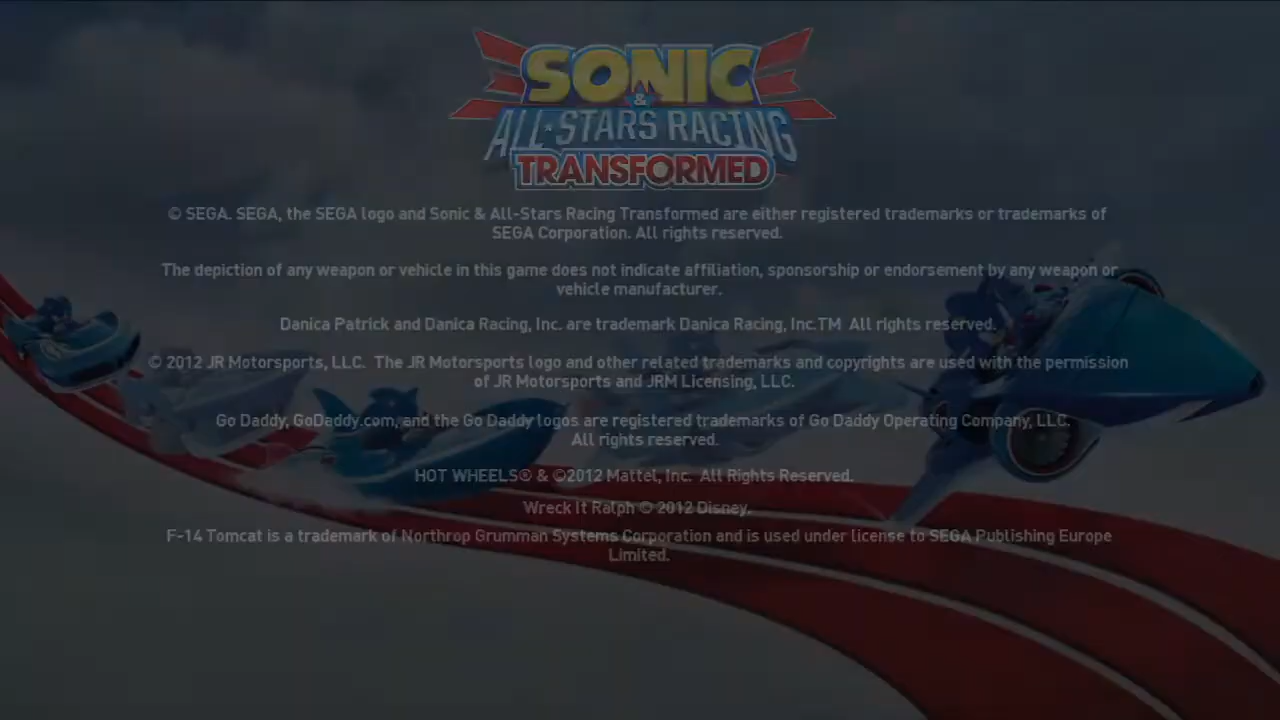 SONIC
&
ALL-STARS RACING
TRANSFORMED
© SEGA. SEGA, the SEGA logo and Sonic & All-Stars Racing Transformed are either registered trademarks or trademarks of
SEGA Corporation. All rights reserved.
The depiction of any weapon or vehicle in this game does not indicate affiliation, sponsorship or endorsement by any weapon or
vehicle manufacturer.
Danica Patrick and Danica Racing, Inc. are trademark Danica Racing, Inc.TM All rights reserved.
© 2012 JR Motorsports, LLC. The JR Motorsports logo and other related trademarks and copyrights are used with the permission
of JR Motorsports and JRM Licensing, LLC.
Go Daddy, GoDaddy.com, and the Go Daddy logos are registered trademarks of Go Daddy Operating Company, LLC.
All rights reserved.
HOT WHEELS® & ©2012 Mattel, Inc. All Rights Reserved.
Wreck It Ralph © 2012 Disney.
F-14 Tomcat is a trademark of Northrop Grumman Systems Corporation and is used under license to SEGA Publishing Europe
Limited.